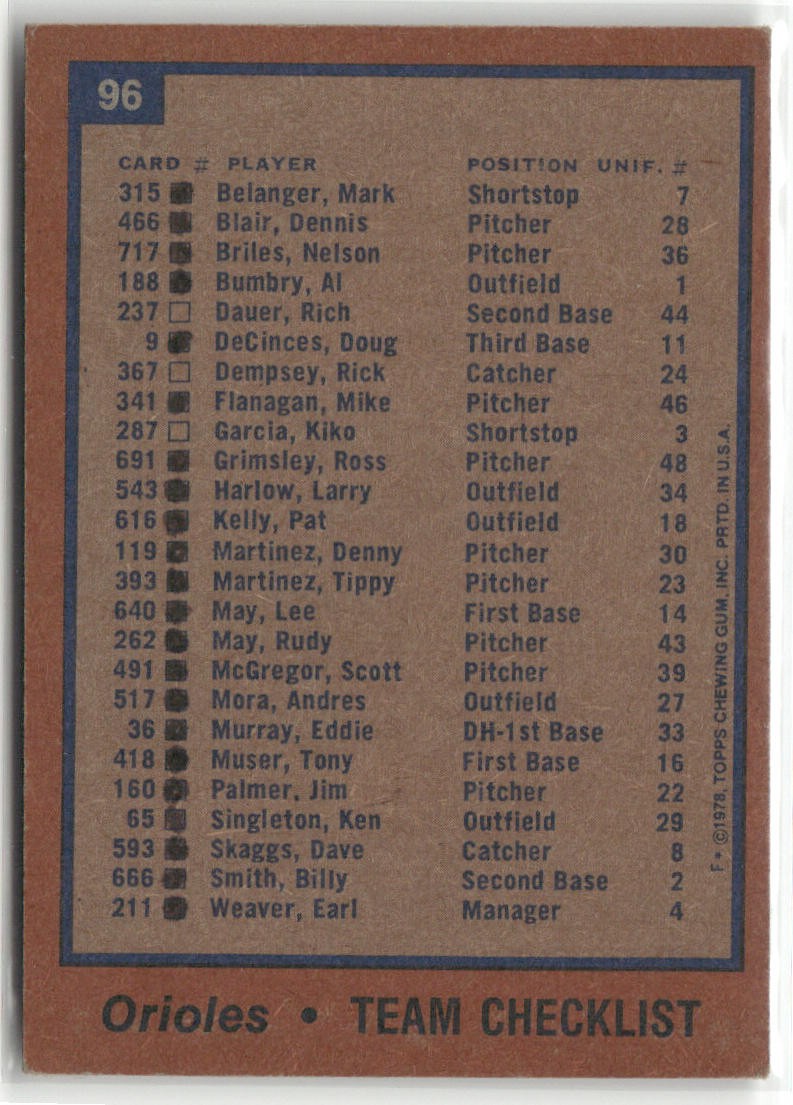 96
CARD # PLAYER POSITION UNIF. #
315 Belanger, Mark Shortstop 7
466 Blair, Dennis Pitcher 28
717 Briles, Nelson Pitcher 36
188 Bumbry, Al Outfield 1
237 Dauer, Rich Second Base 44
9 DeCinces, Doug Third Base 11
367 Dempsey, Rick Catcher 24
341 Flanagan, Mike Pitcher 46
287 Garcia, Kiko Shortstop 3
691 Grimsley, Ross Pitcher 48
543 Harlow, Larry Outfield 34
616 Kelly, Pat Outfield 18
119 Martinez, Denny Pitcher 30
393 Martinez, Tippy Pitcher 23
640 May, Lee First Base 14
262 May, Rudy Pitcher 43
491 McGregor, Scott Pitcher 39
517 Mora, Andres Outfield 27
36 Murray, Eddie DH-1st Base 33
418 Muser, Tony First Base 16
160 Palmer, Jim Pitcher 22
65 Singleton, Ken Outfield 29
593 Skaggs, Dave Catcher 8
666 Smith, Billy Second Base 2
211 Weaver, Earl Manager 4
F* ©1978, TOPPS CHEWING GUM, INC. PRTD. IN U.S.A.
Orioles • TEAM CHECKLIST